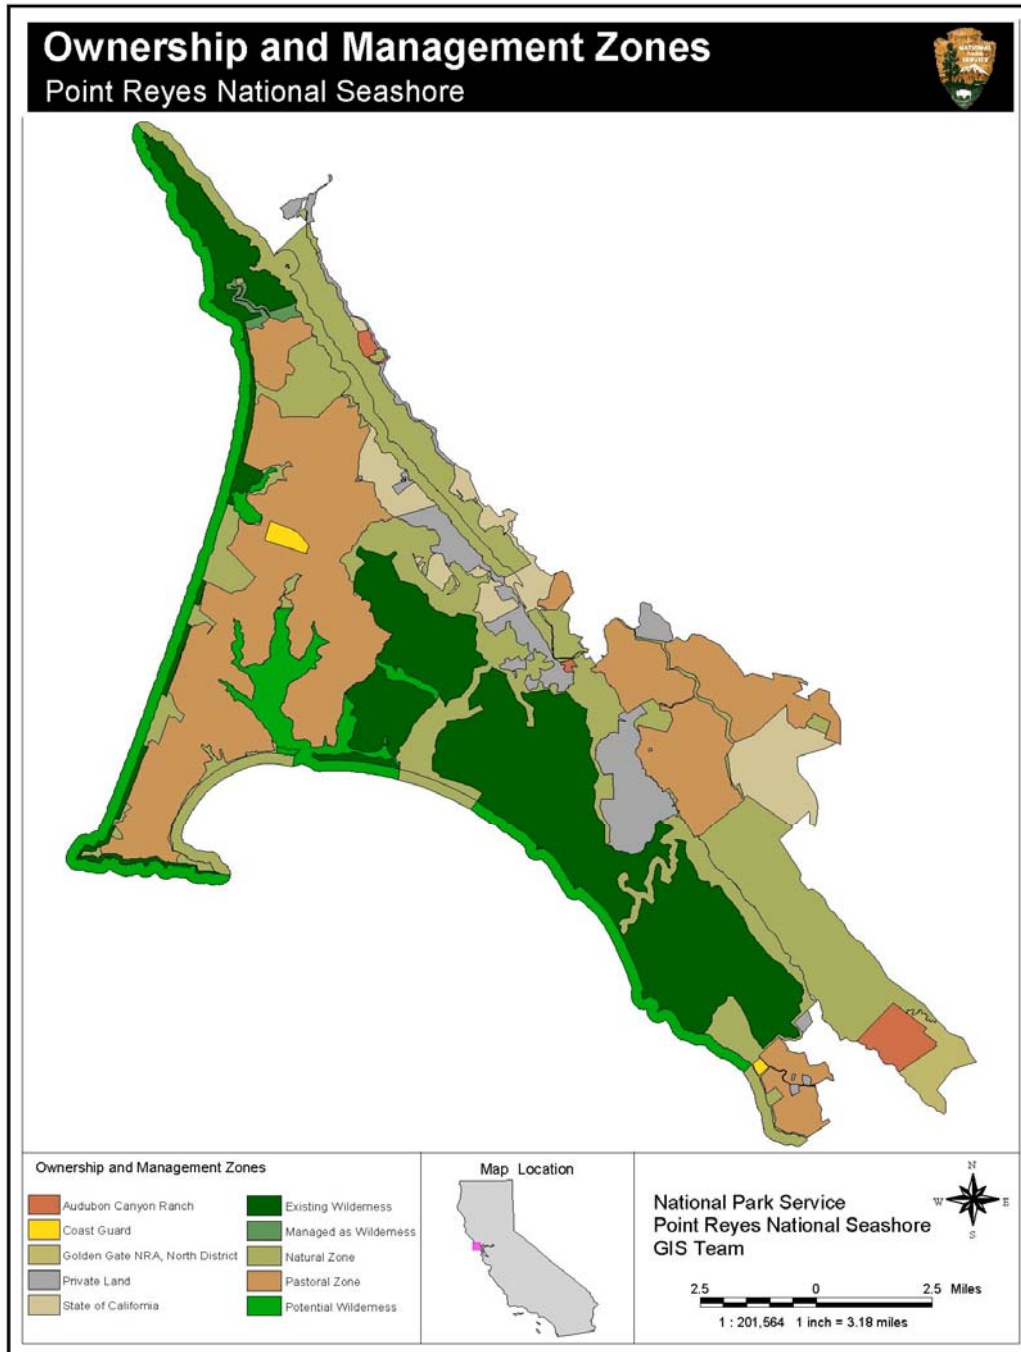 Ownership and Management Zones
Point Reyes National Seashore
NATIONAL
PARK
SERVICE
Ownership and Management Zones
Audubon Canyon Ranch
Coast Guard
Golden Gate NRA, North District
Private Land
State of California
Existing Wilderness
Managed as Wilderness
Natural Zone
Pastoral Zone
Potential Wilderness
Map Location
National Park Service
Point Reyes National Seashore
GIS Team
N
W E
S
2.5 0 2.5 Miles
1 : 201,564 1 inch = 3.18 miles